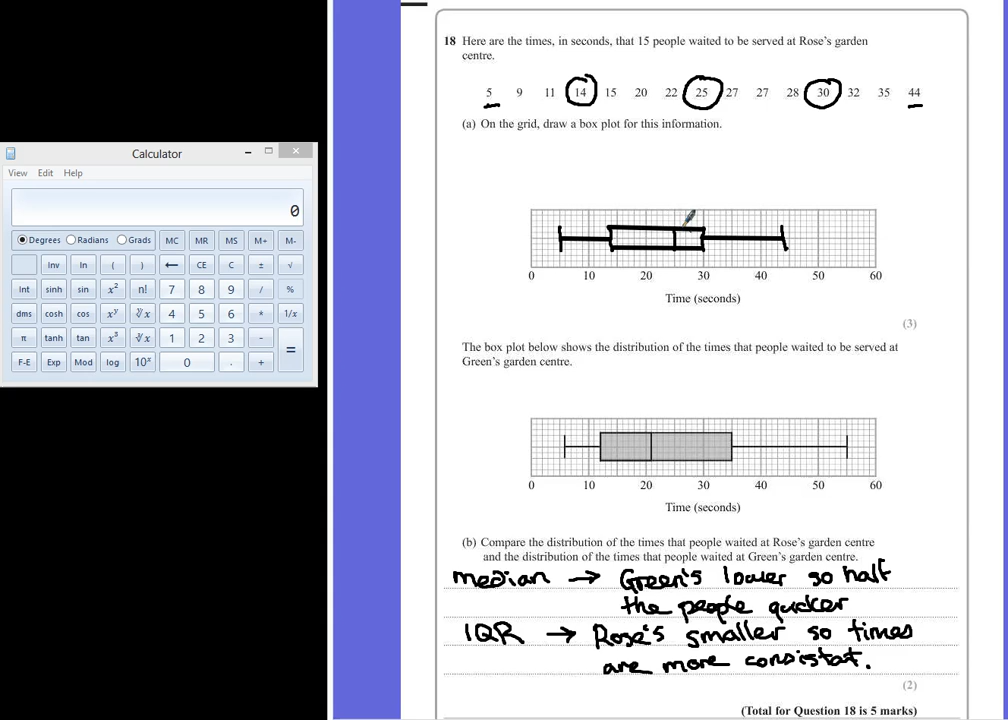 18 Here are the times, in seconds, that 15 people waited to be served at Rose's garden
centre.
5 9 11 14 15 20 22 25 27 27 28 30 32 35 44
(a) On the grid, draw a box plot for this information.
0 10 20 30 40 50 60
Time (seconds)
(3)
The box plot below shows the distribution of the times that people waited to be served at
Green's garden centre.
0 10 20 30 40 50 60
Time (seconds)
(b) Compare the distribution of the times that people waited at Rose's garden centre
and the distribution of the times that people waited at Green's garden centre.
median → Green's lower so half
the people quicker
IQR → Rose's smaller so times
are more consistat.
(2)
(Total for Question 18 is 5 marks)
Calculator
View Edit Help
0
Degrees Radians Grads MC MR MS M+ M-
Inv ln ( ) ← CE C ± √
Int sinh sin x² n! 7 8 9 / %
dms cosh cos xʸ ʸ√x 4 5 6 * 1/x
π tanh tan x³ ³√x 1 2 3 - =
F-E Exp Mod log 10ˣ 0 . +